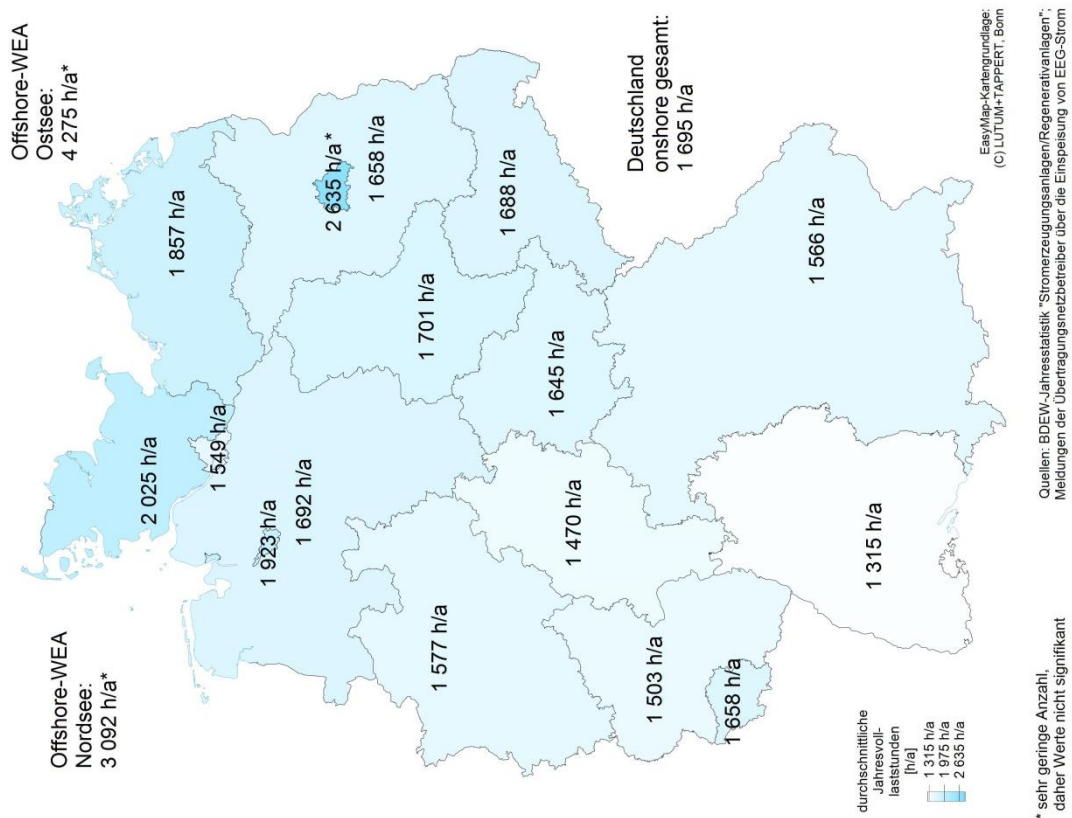 Offshore-WEA
Nordsee:
3 092 h/a*
Offshore-WEA
Ostsee:
4 275 h/a*
2 025 h/a
1 857 h/a
1 549 h/a
1 923 h/a
1 692 h/a
2 635 h/a*
1 658 h/a
1 701 h/a
1 577 h/a
1 688 h/a
1 470 h/a
1 645 h/a
1 503 h/a
1 658 h/a
1 566 h/a
1 315 h/a
Deutschland
onshore gesamt:
1 695 h/a
durchschnittliche
Jahresvoll-
laststunden
[h/a]
1 315 h/a
1 975 h/a
2 635 h/a
EasyMap-Kartengrundlage:
(C) LUTUM+TAPPERT, Bonn
* sehr geringe Anzahl,
daher Werte nicht signifikant
Quellen: BDEW-Jahresstatistik "Stromerzeugungsanlagen/Regenerativanlagen";
Meldungen der Übertragungsnetzbetreiber über die Einspeisung von EEG-Strom